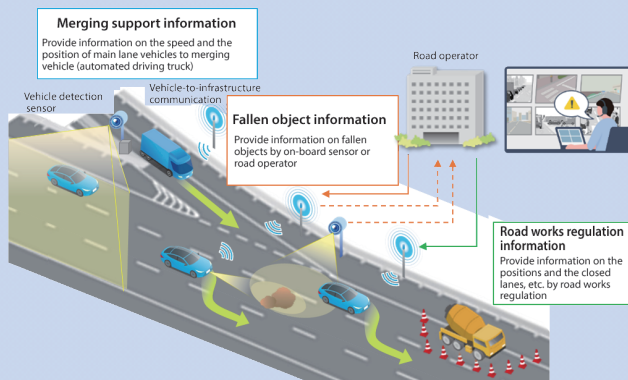 Merging support information
Provide information on the speed and the
position of main lane vehicles to merging
vehicle (automated driving truck)
Vehicle detection
sensor
Vehicle-to-infrastructure
communication
Road operator
Fallen object information
Provide information on fallen
objects by on-board sensor or
road operator
Road works regulation
information
Provide information on the
positions and the closed
lanes, etc. by road works
regulation